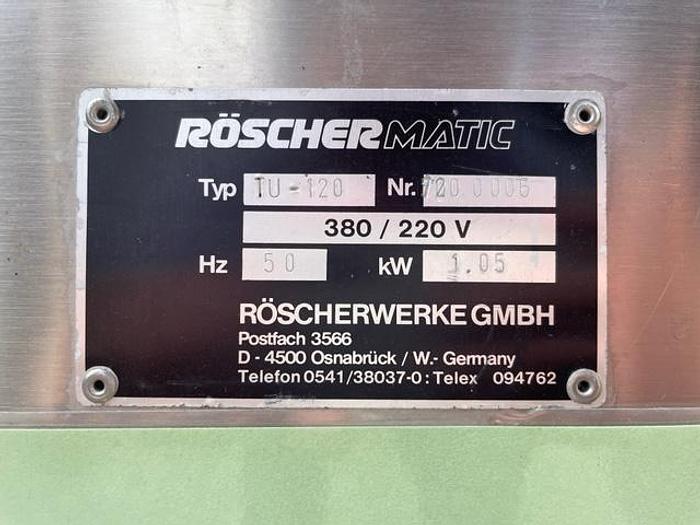 RÖSCHERMATIC
Typ TU-120 Nr. 720.0006
380 / 220 V
Hz 50 kW 1.05
RÖSCHERWERKE GMBH
Postfach 3566
D - 4500 Osnabrück / W.- Germany
Telefon 0541/38037-0 : Telex 094762